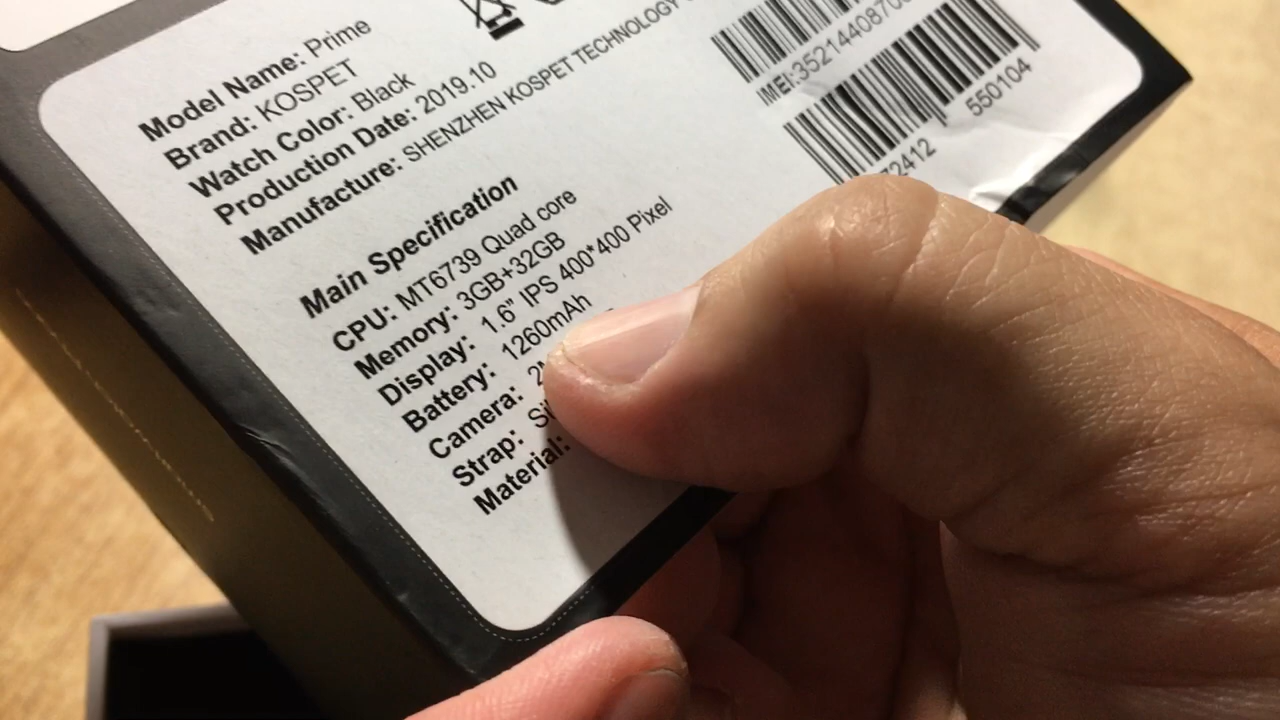 Model Name: Prime
Brand: KOSPET
Watch Color: Black
Production Date: 2019.10
Manufacture: SHENZHEN KOSPET TECHNOLOGY
Main Specification
CPU: MT6739 Quad core
Memory: 3GB+32GB
Display: 1.6" IPS 400*400 Pixel
Battery: 1260mAh
Camera:
Strap:
Material:
IMEI:3521440870
550104
72412